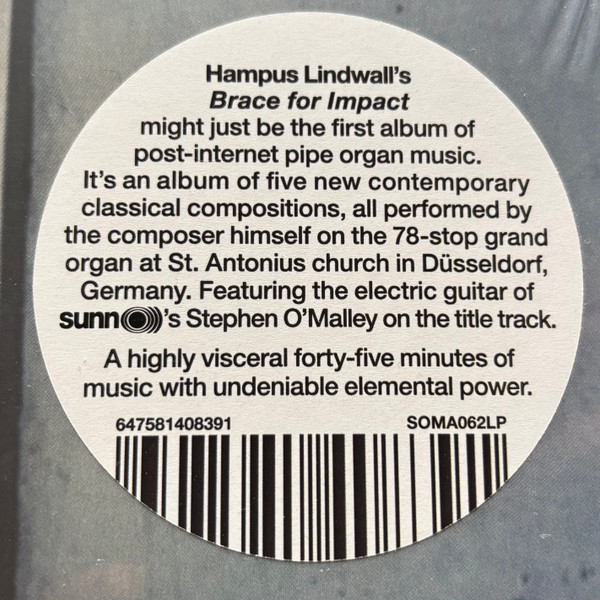 Hampus Lindwall's
Brace for Impact
might just be the first album of
post-internet pipe organ music.
It's an album of five new contemporary
classical compositions, all performed by
the composer himself on the 78-stop grand
organ at St. Antonius church in Düsseldorf,
Germany. Featuring the electric guitar of
sunn O)))'s Stephen O'Malley on the title track.
A highly visceral forty-five minutes of
music with undeniable elemental power.
647581408391 SOMA062LP